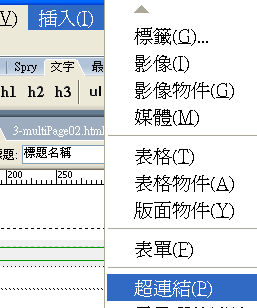 (V)
插入(I)
Spry
文字
最
h1 h2 h3 ul
3-multiPage02.html
標題名稱
200 250
標籤(G)...
影像(I)
影像物件(G)
媒體(M)
表格(T)
表格物件(A)
版面物件(Y)
表單(F)
超連結(P)